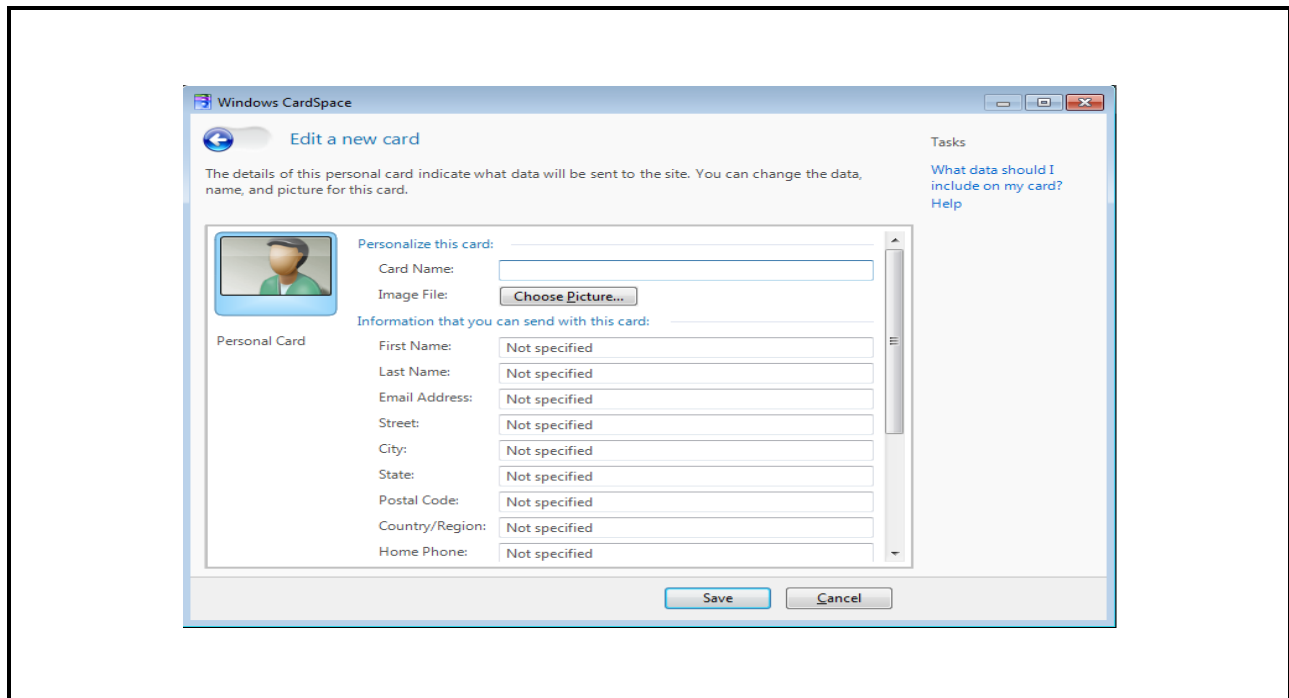 Windows CardSpace
Edit a new card
The details of this personal card indicate what data will be sent to the site. You can change the data,
name, and picture for this card.
Tasks
What data should I
include on my card?
Help
Personal Card
Personalize this card:
Card Name:
Image File: Choose Picture...
Information that you can send with this card:
First Name: Not specified
Last Name: Not specified
Email Address: Not specified
Street: Not specified
City: Not specified
State: Not specified
Postal Code: Not specified
Country/Region: Not specified
Home Phone: Not specified
Save Cancel